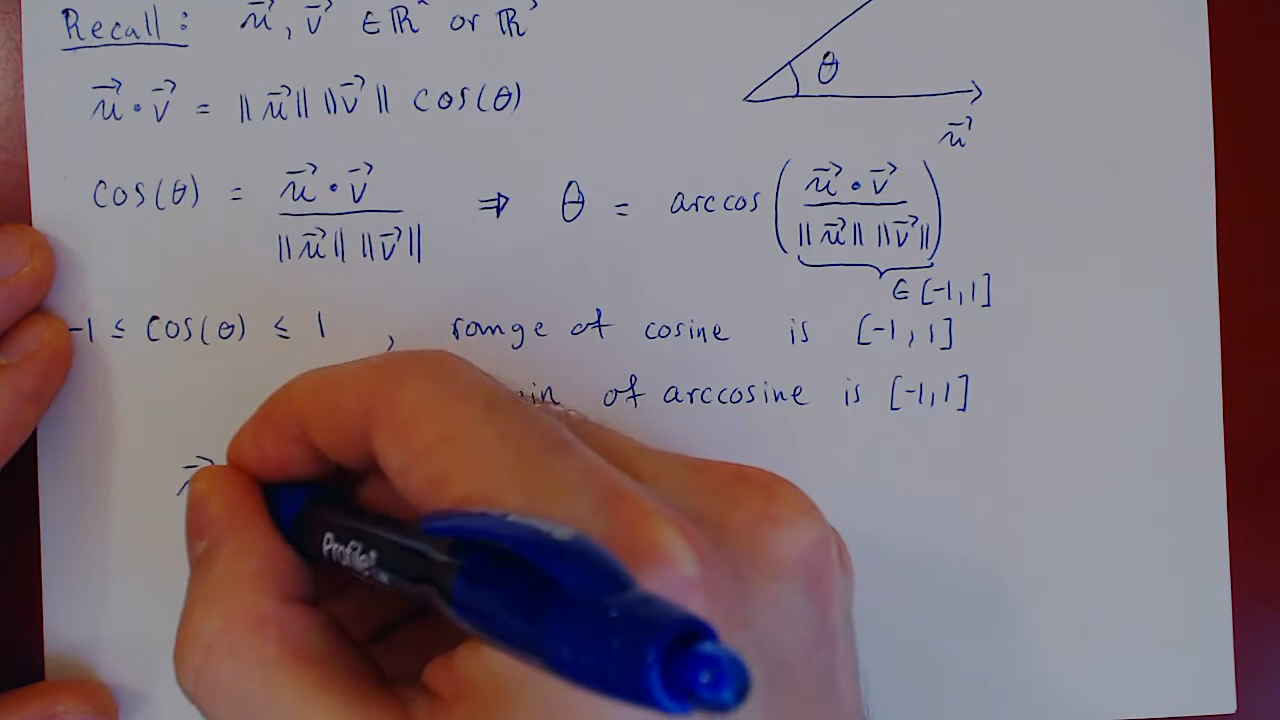 Recall: u⃗, v⃗ ∈ ℝ² or ℝ³
θ
u⃗ • v⃗ = ‖u⃗‖ ‖v⃗‖ cos(θ)
u⃗
cos(θ) = u⃗ • v⃗ / ‖u⃗‖ ‖v⃗‖ ⇒ θ = arccos( u⃗ • v⃗ / ‖u⃗‖ ‖v⃗‖ )
∈ [-1,1]
-1 ≤ cos(θ) ≤ 1 , range of cosine is [-1,1]
of arccosine is [-1,1]
Profile